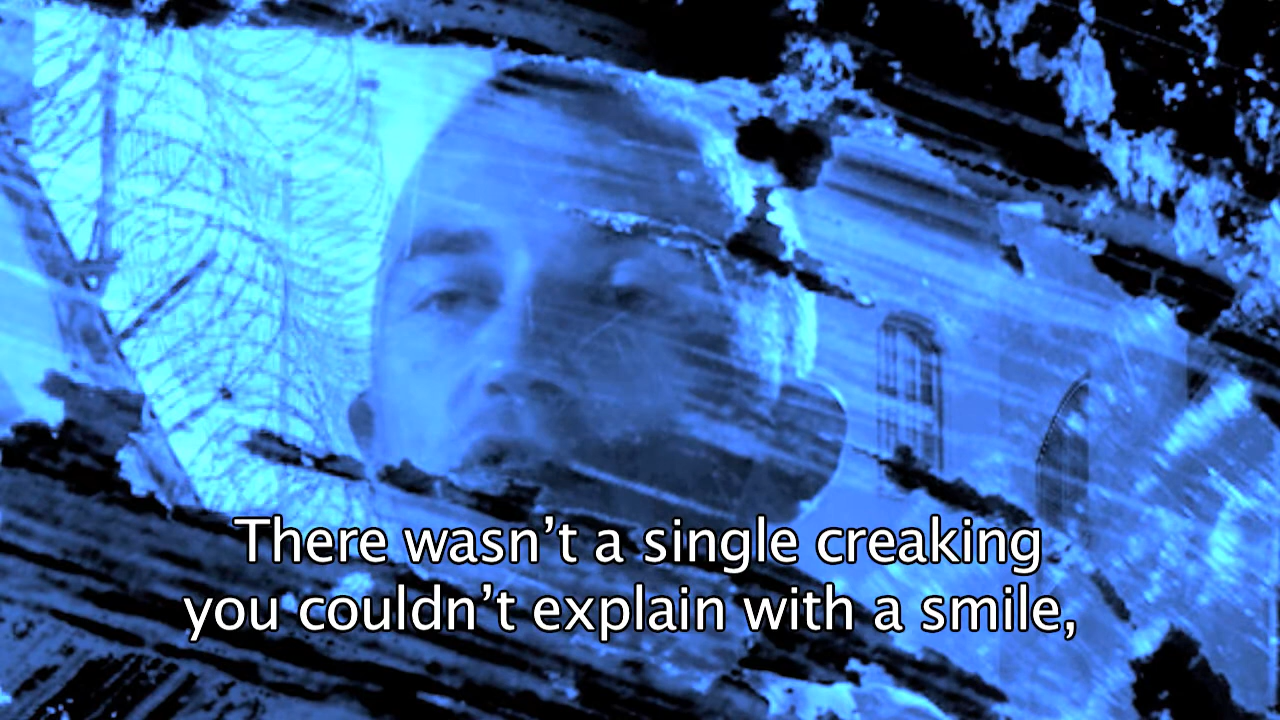 There wasn’t a single creaking
you couldn’t explain with a smile,